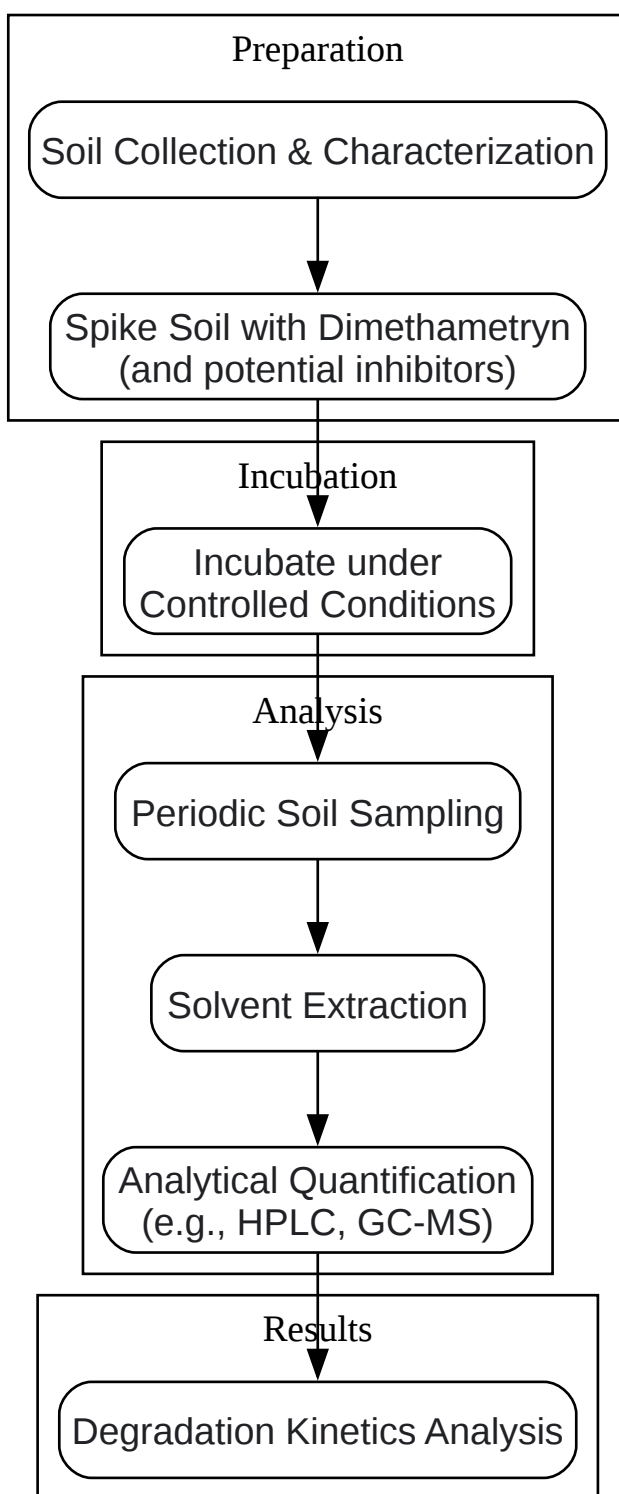 Preparation
Soil Collection & Characterization
Spike Soil with Dimethametryn
(and potential inhibitors)
Incubation
Incubate under
Controlled Conditions
Analysis
Periodic Soil Sampling
Solvent Extraction
Analytical Quantification
(e.g., HPLC, GC-MS)
Results
Degradation Kinetics Analysis